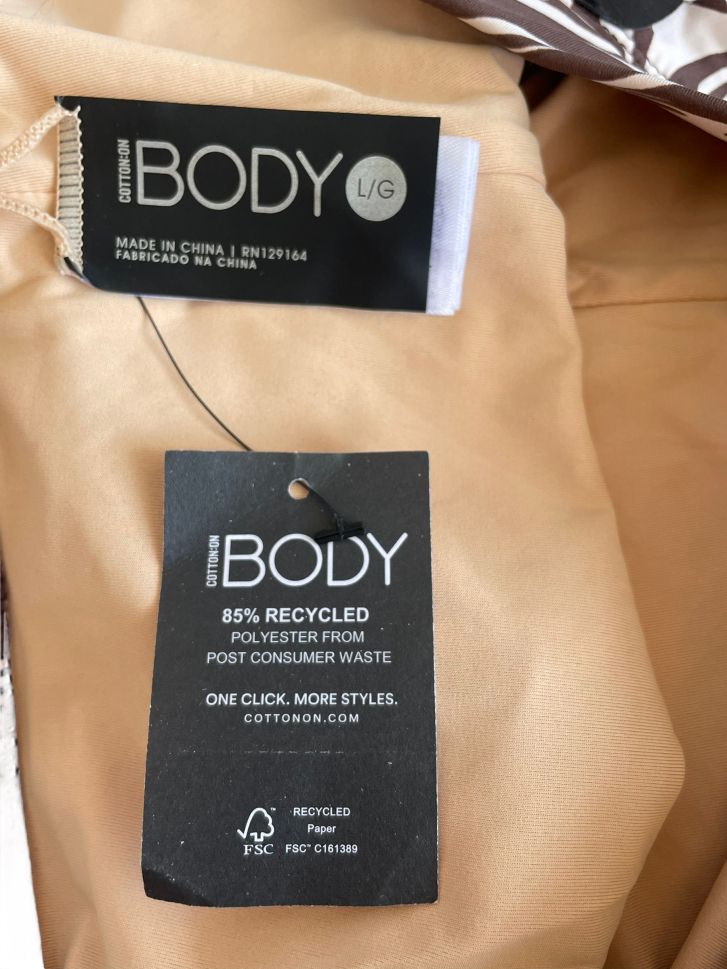 COTTON:ON
BODY L/G
MADE IN CHINA | RN129164
FABRICADO NA CHINA
COTTON:ON
BODY
85% RECYCLED
POLYESTER FROM
POST CONSUMER WASTE
ONE CLICK. MORE STYLES.
COTTONON.COM
RECYCLED
Paper
FSC™ C161389
™
FSC